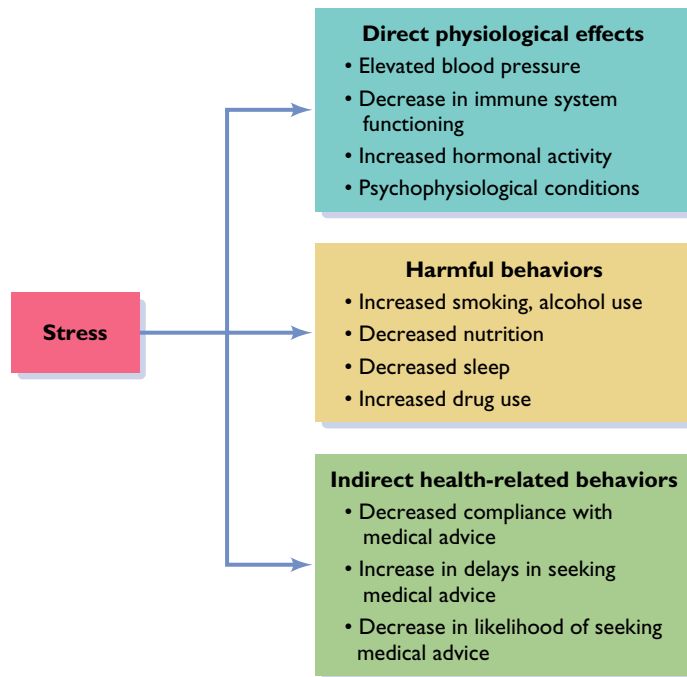 Direct physiological effects
• Elevated blood pressure
• Decrease in immune system
functioning
• Increased hormonal activity
• Psychophysiological conditions
Stress
Harmful behaviors
• Increased smoking, alcohol use
• Decreased nutrition
• Decreased sleep
• Increased drug use
Indirect health-related behaviors
• Decreased compliance with
medical advice
• Increase in delays in seeking
medical advice
• Decrease in likelihood of seeking
medical advice